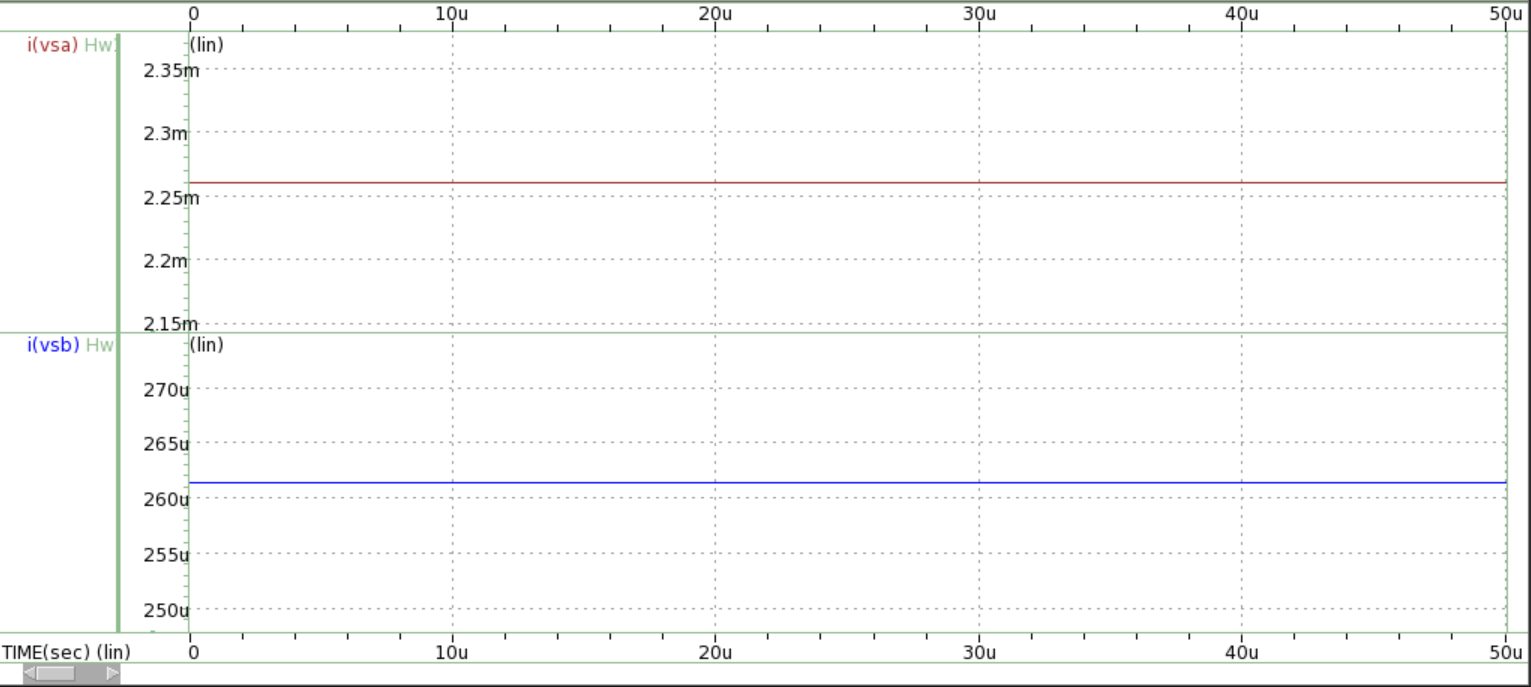 0 10u 20u 30u 40u 50u
i(vsa) Hw (lin)
2.35m
2.3m
2.25m
2.2m
2.15m
i(vsb) Hw (lin)
270u
265u
260u
255u
250u
TIME(sec) (lin) 0 10u 20u 30u 40u 50u